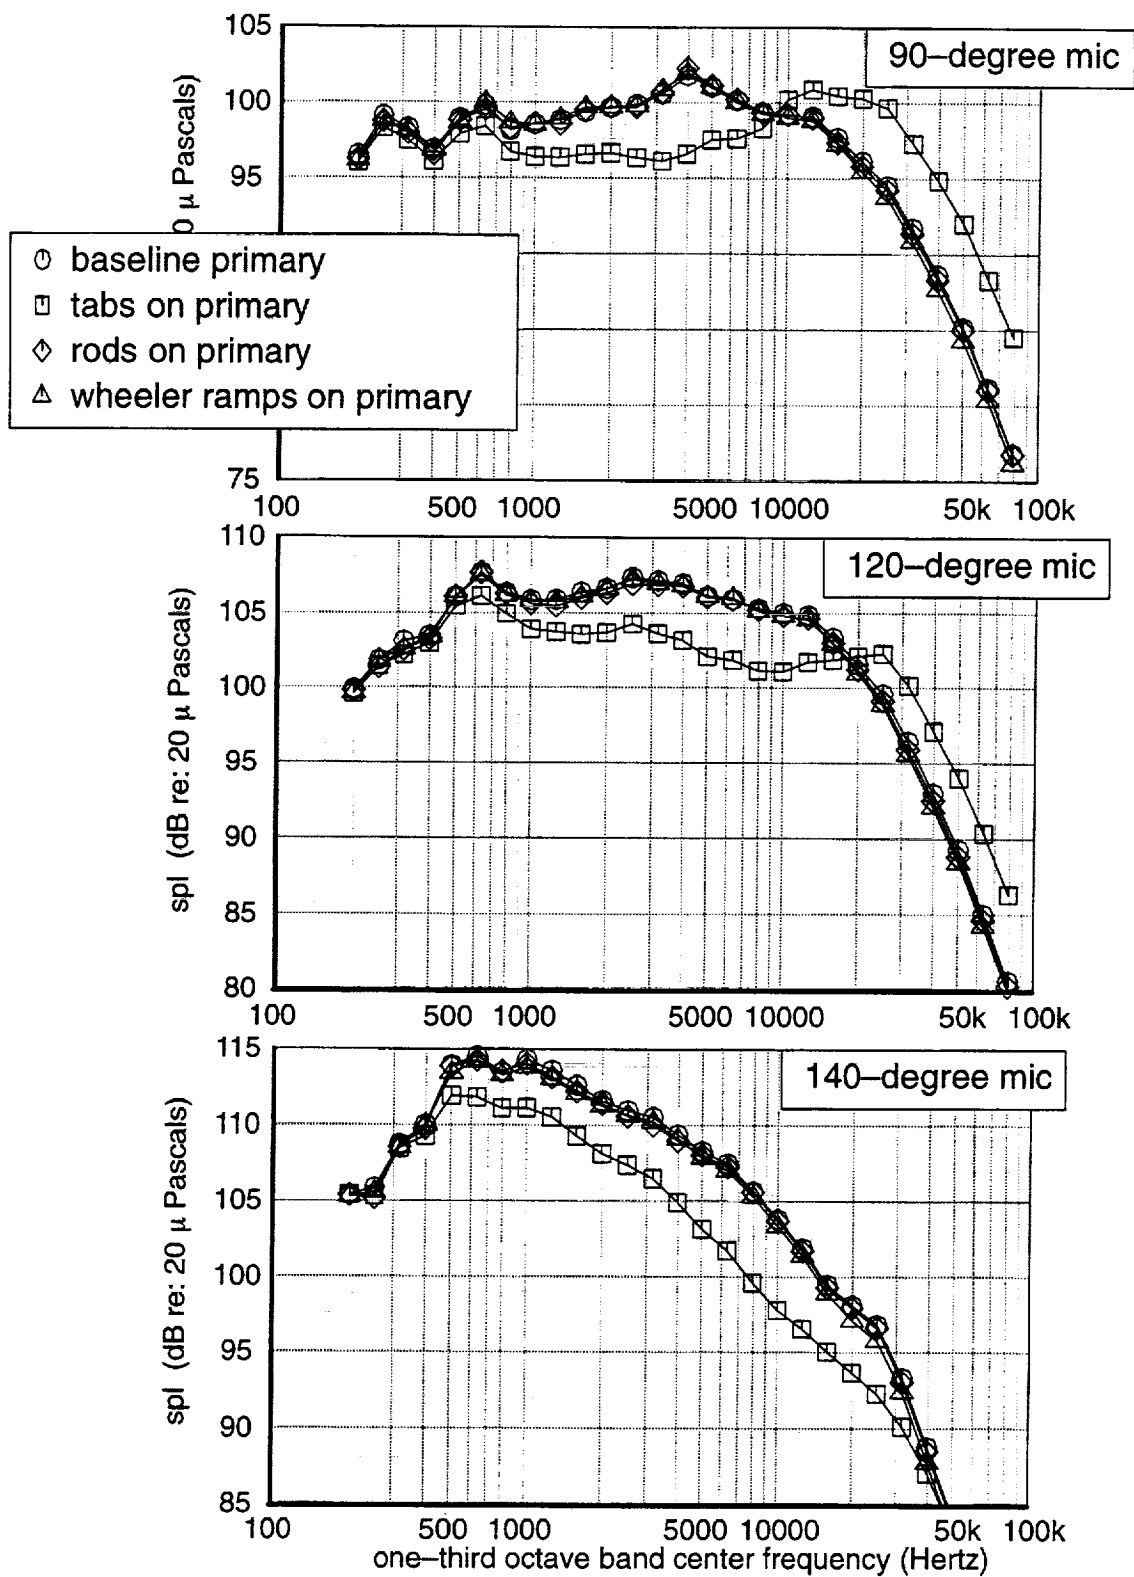 105
90–degree mic
100
95
0 μ Pascals)
baseline primary
tabs on primary
rods on primary
wheeler ramps on primary
75
100 500 1000 5000 10000 50k 100k
110
120–degree mic
105
100
95
90
85
80
spl (dB re: 20 μ Pascals)
100 500 1000 5000 10000 50k 100k
115
140–degree mic
110
105
100
95
90
85
spl (dB re: 20 μ Pascals)
100 500 1000 5000 10000 50k 100k
one–third octave band center frequency (Hertz)